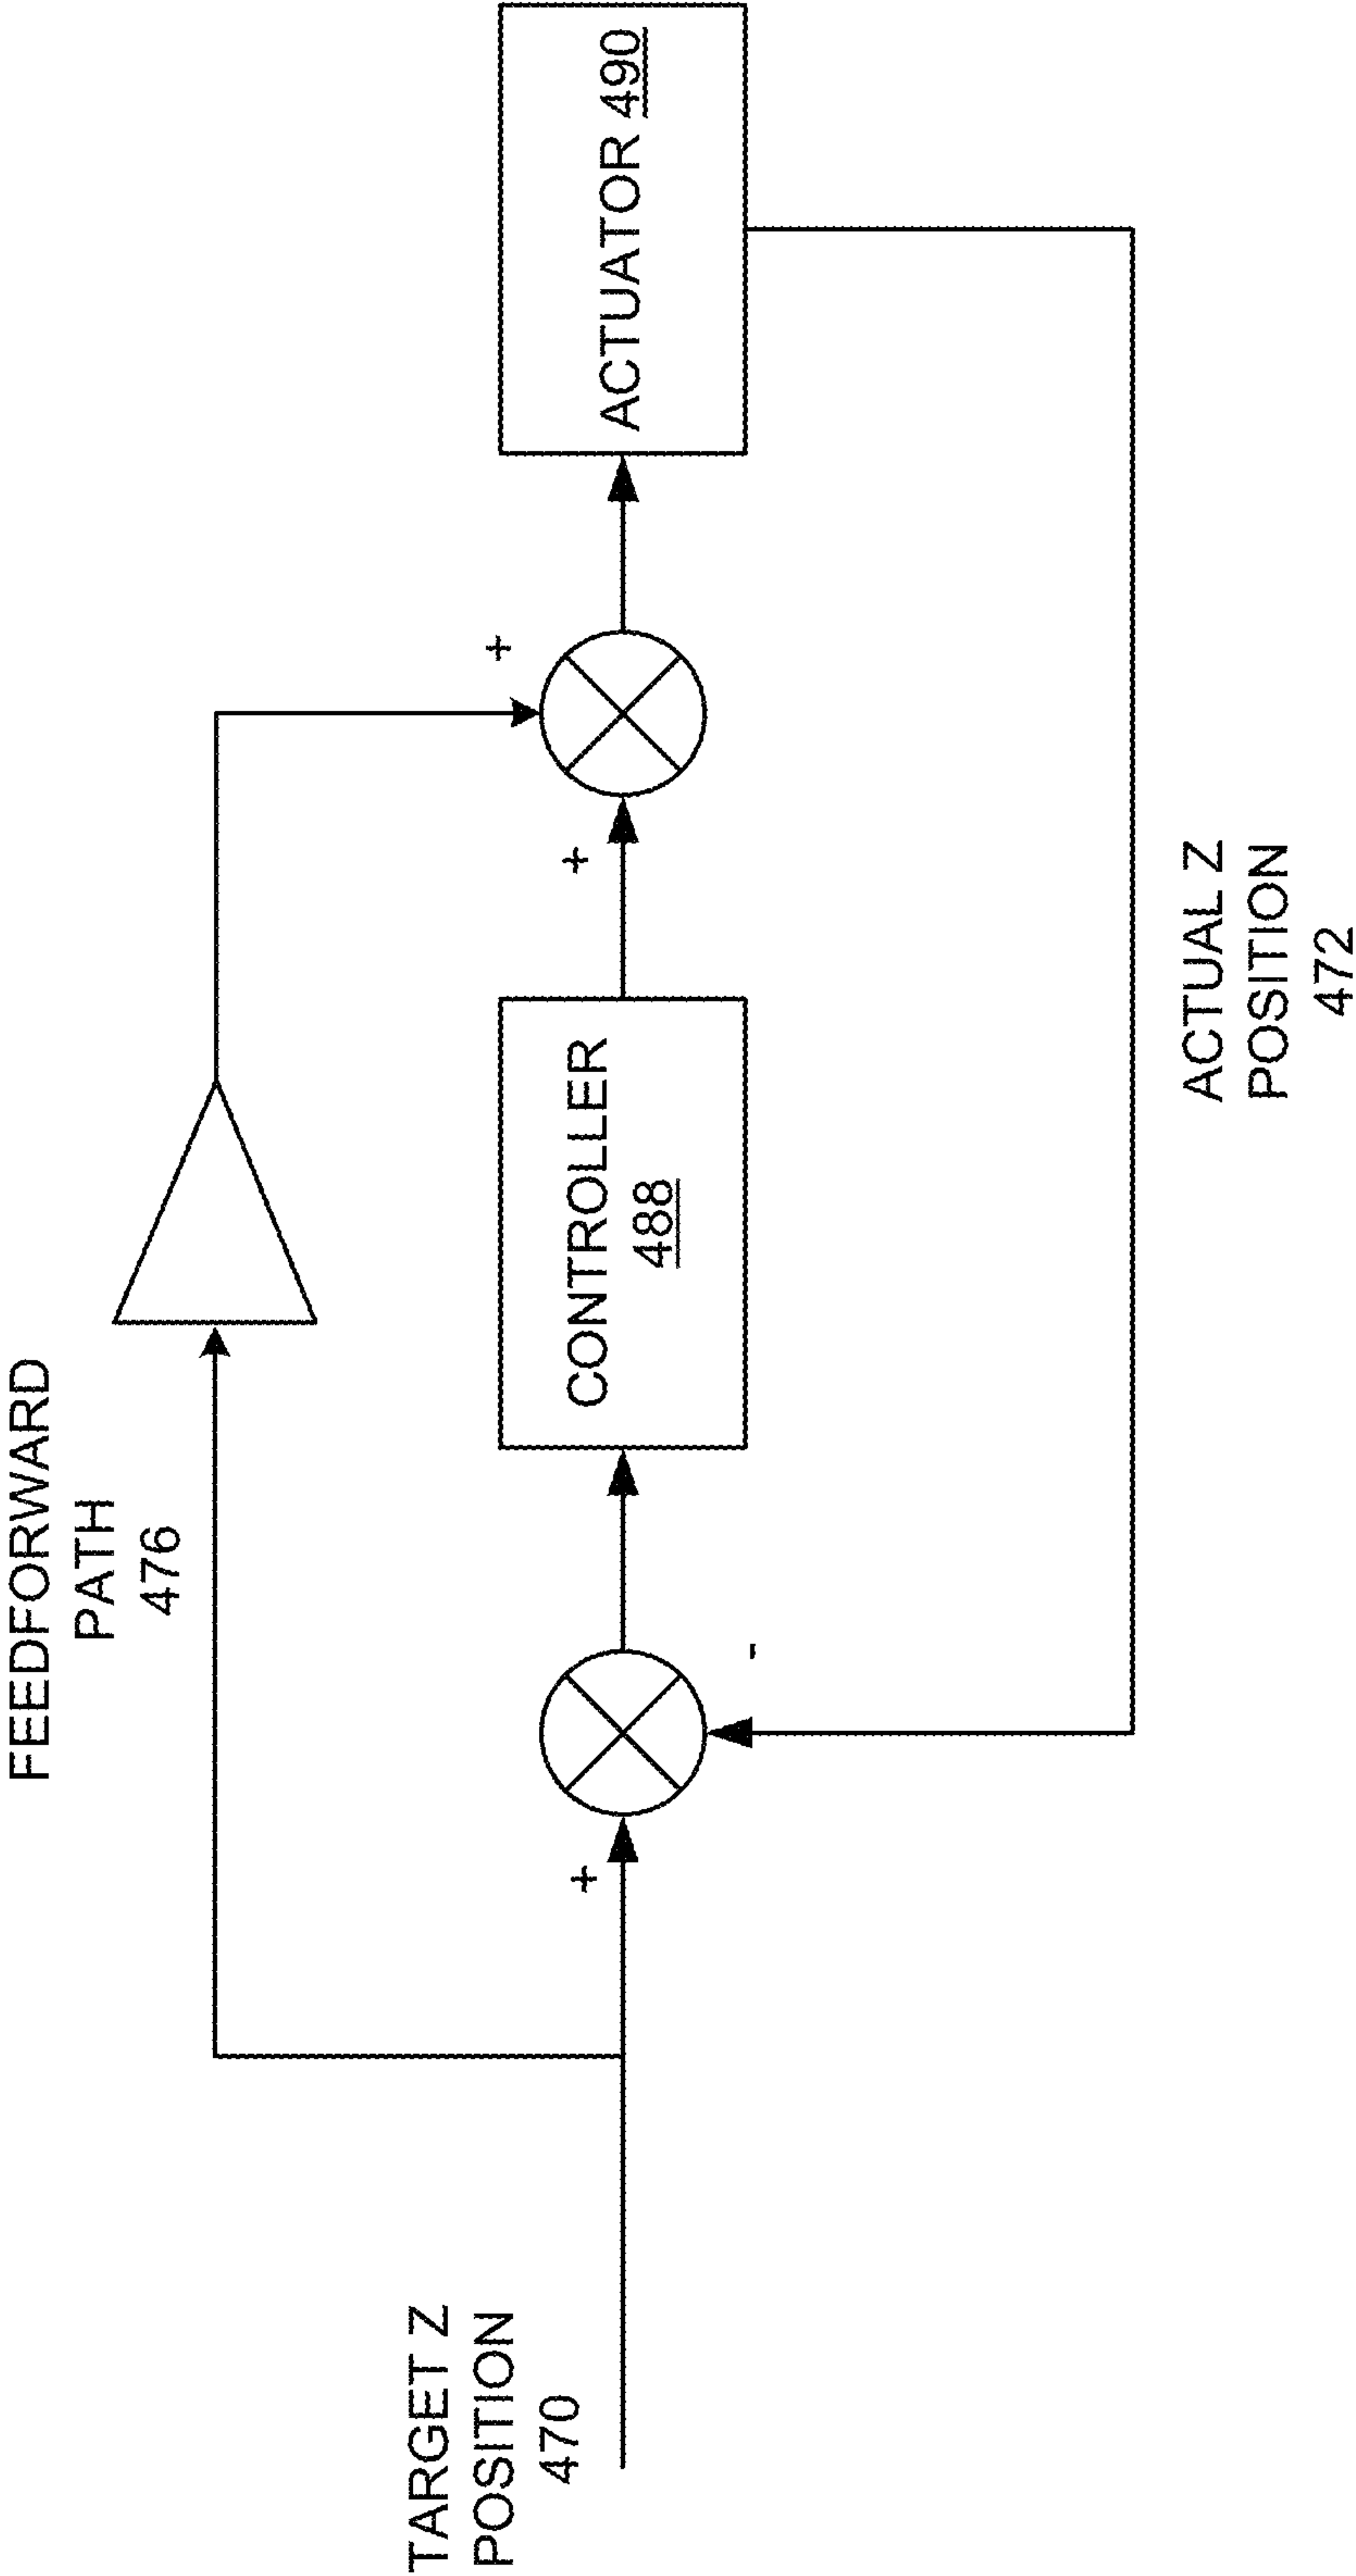 FEEDFORWARD
PATH
476
TARGET Z
POSITION
470
+
-
CONTROLLER
488
+
+
ACTUATOR 490
ACTUAL Z
POSITION
472